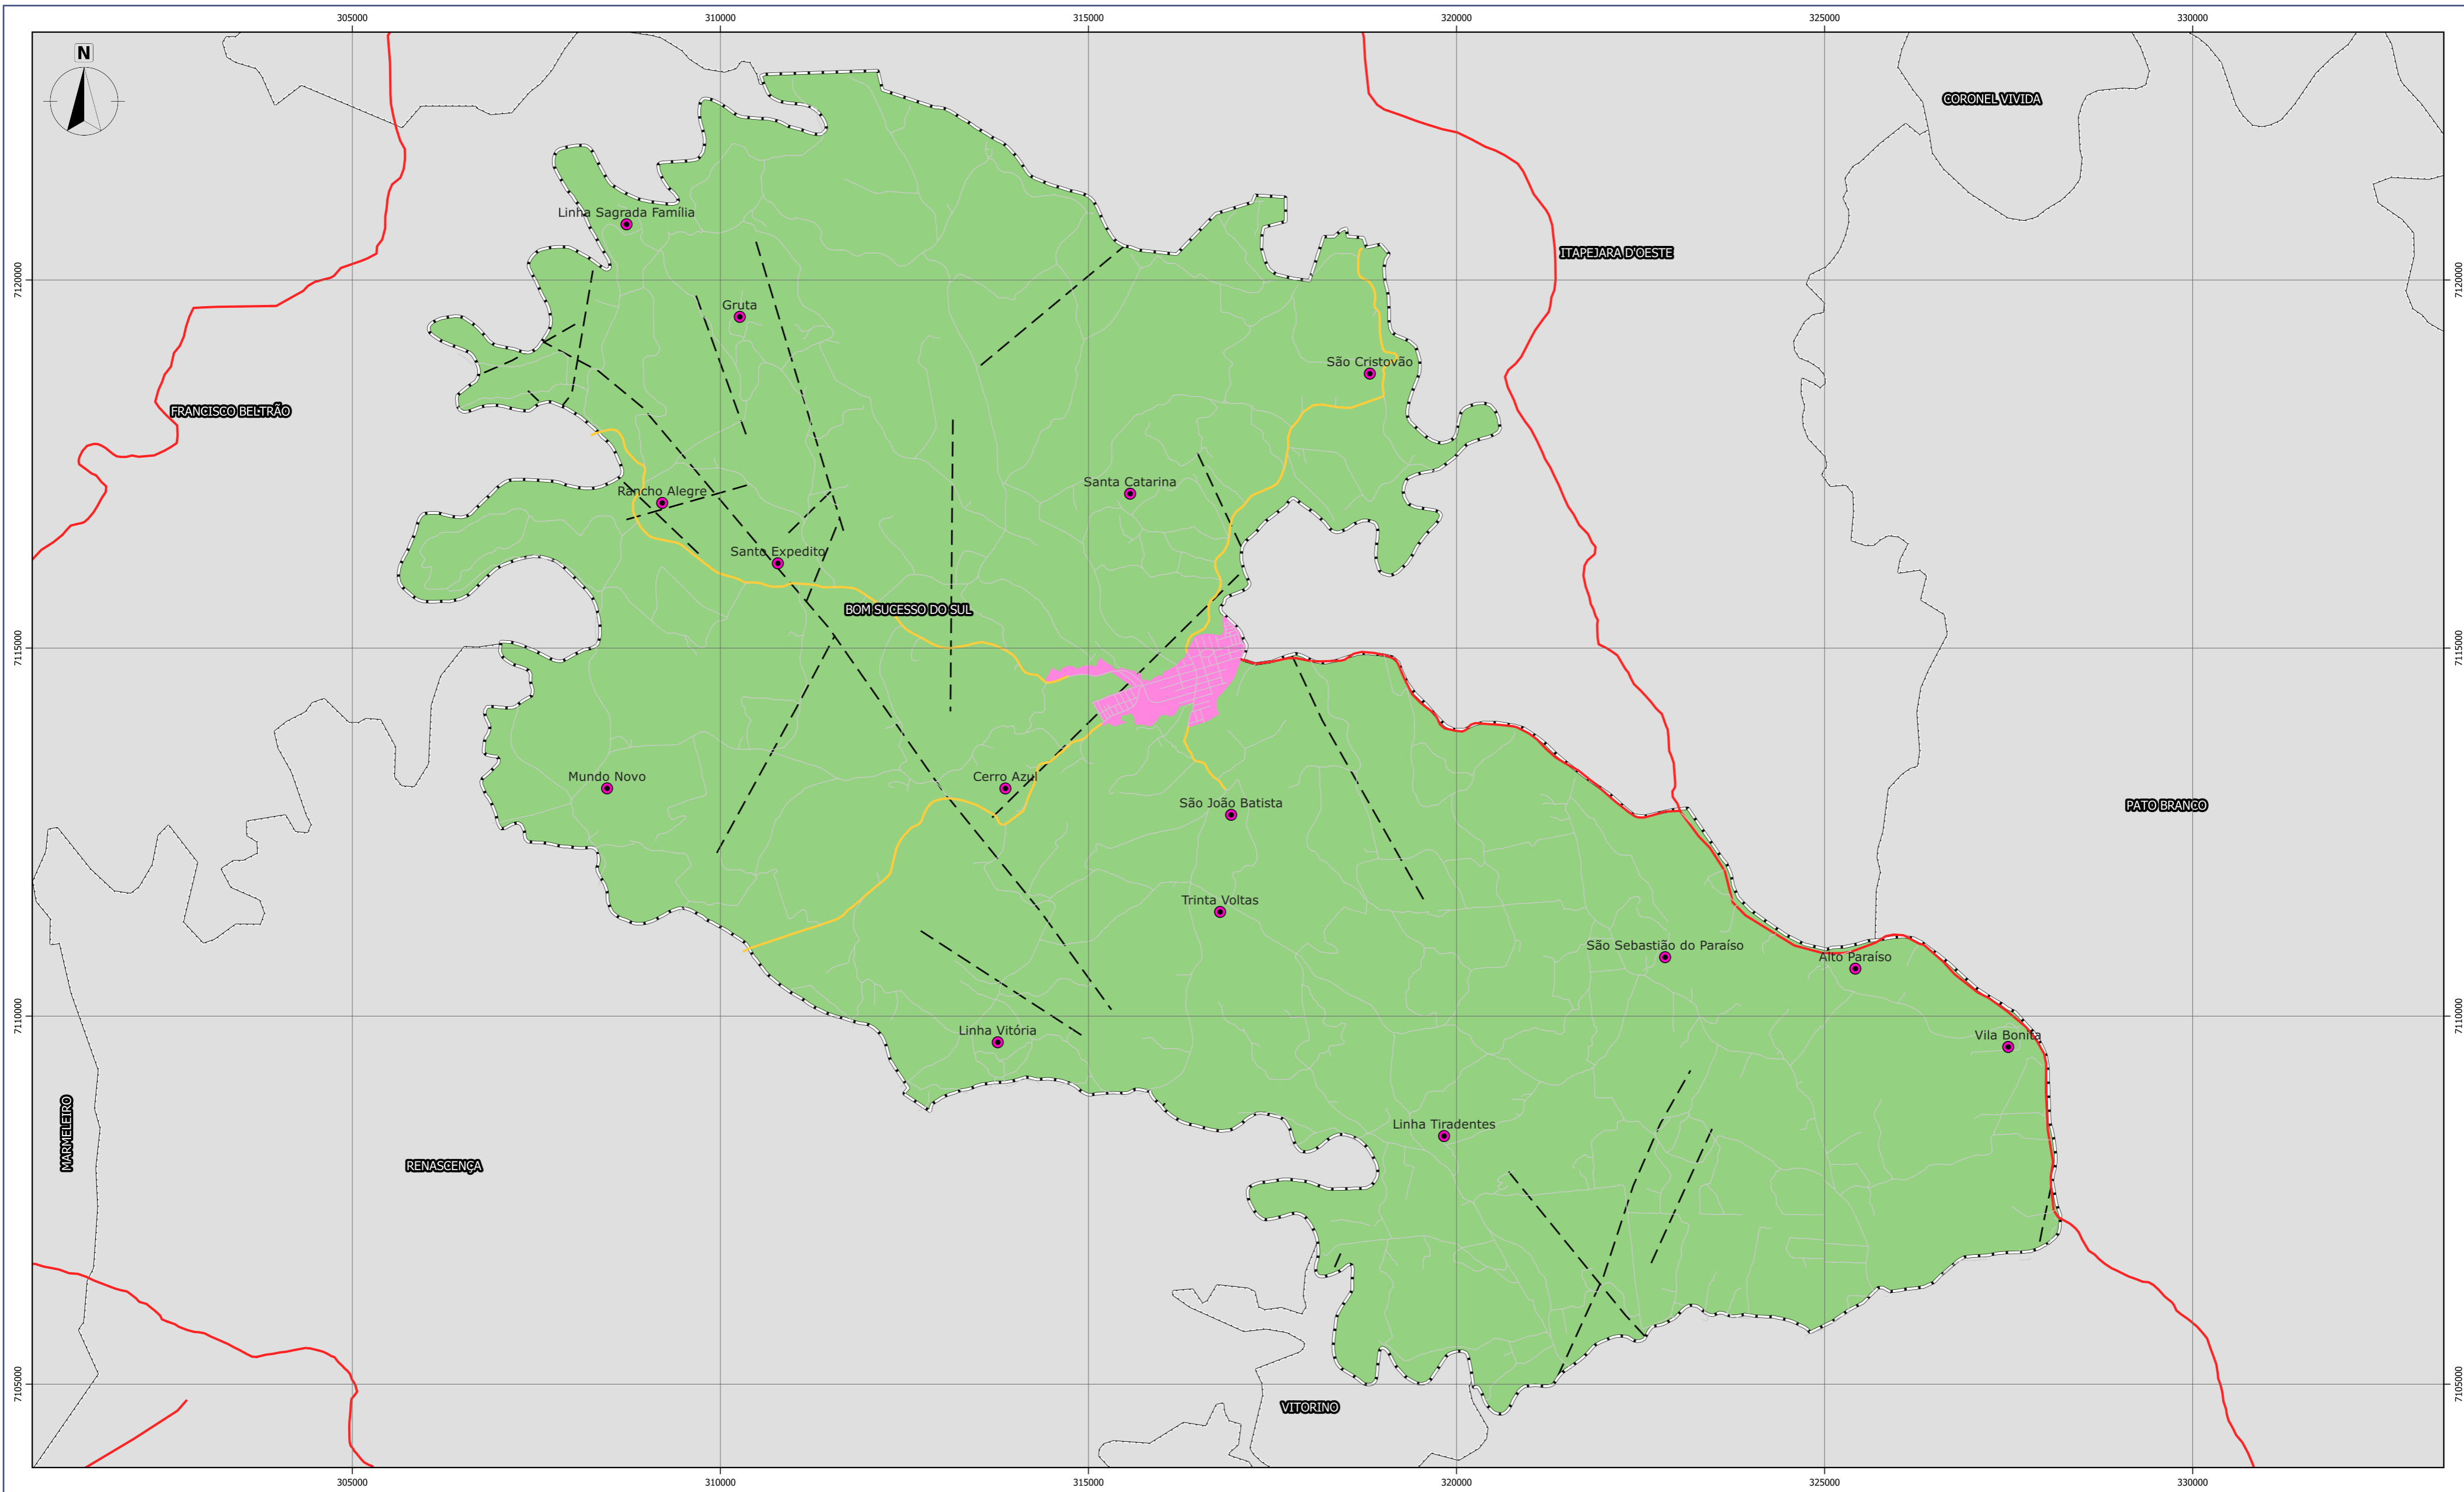 305000
310000
315000
320000
325000
330000
N
CORONEL VIVIDA
Linha Sagrada Família
ITAPEJARA D'OESTE
7120000
7120000
Gruta
São Cristovão
FRANCISCO BELTRÃO
Santa Catarina
Rancho Alegre
Santo Expedito
BOM SUCESSO DO SUL
7115000
7115000
Mundo Novo
Cerro Azul
São João Batista
PATO BRANCO
Trinta Voltas
São Sebastião do Paraíso
Alto Paraíso
7110000
7110000
Linha Vitória
Vila Bonita
Linha Tiradentes
MARMELEIRO
RENASCENÇA
7105000
7105000
VITORINO
305000
310000
315000
320000
325000
330000